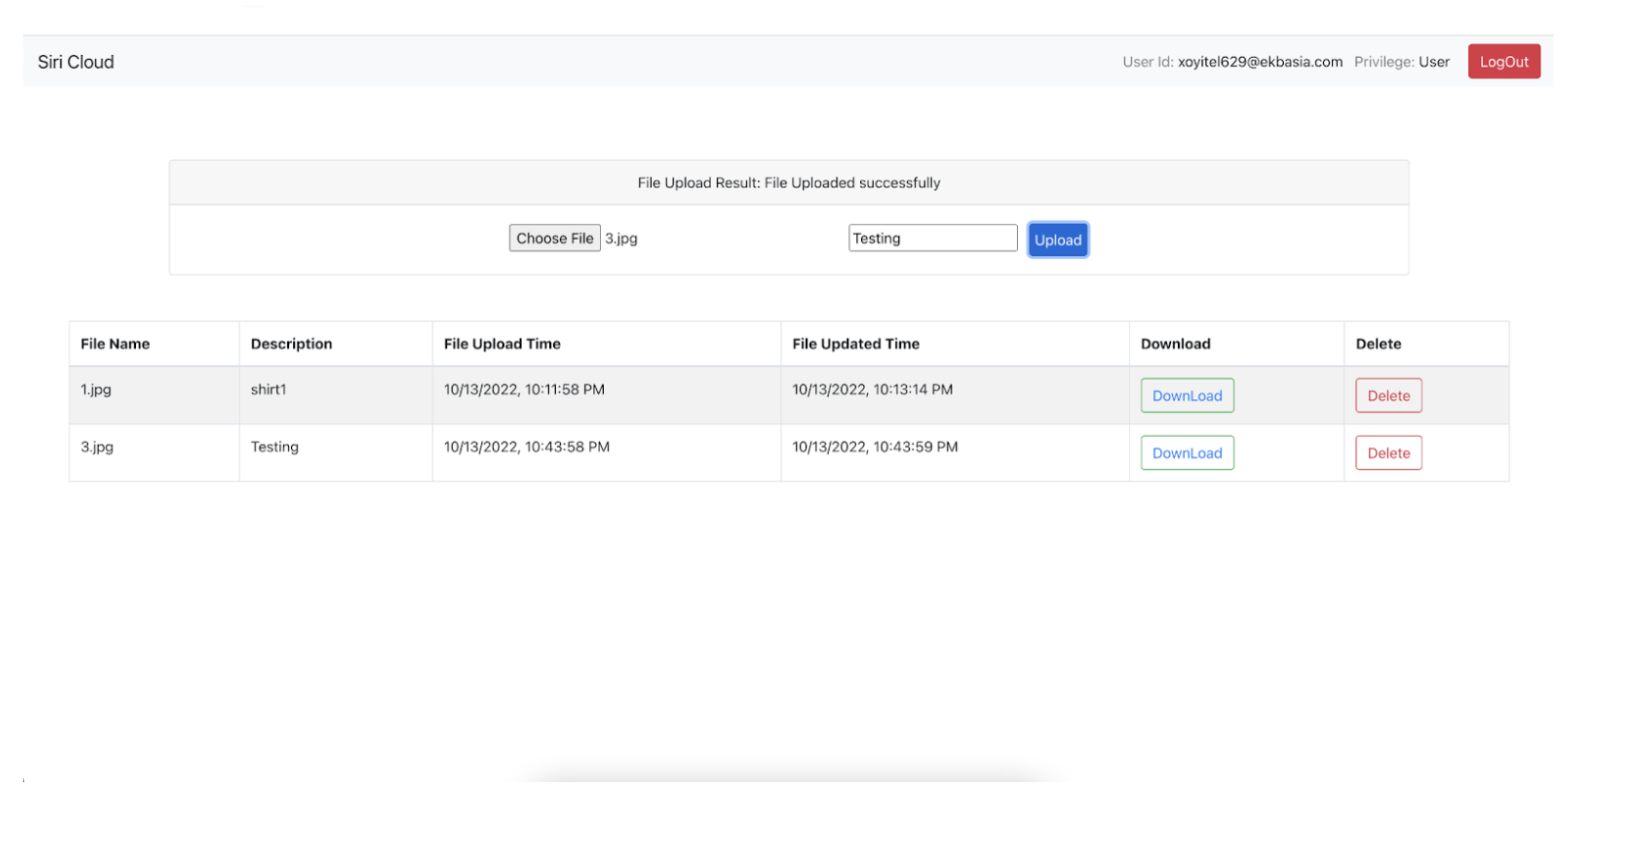 Siri Cloud User Id: xoyitel629@ekbasia.com Privilege: User LogOut
File Upload Result: File Uploaded successfully
Choose File 3.jpg Testing Upload
File Name Description File Upload Time File Updated Time Download Delete
1.jpg shirt1 10/13/2022, 10:11:58 PM 10/13/2022, 10:13:14 PM DownLoad Delete
3.jpg Testing 10/13/2022, 10:43:58 PM 10/13/2022, 10:43:59 PM DownLoad Delete